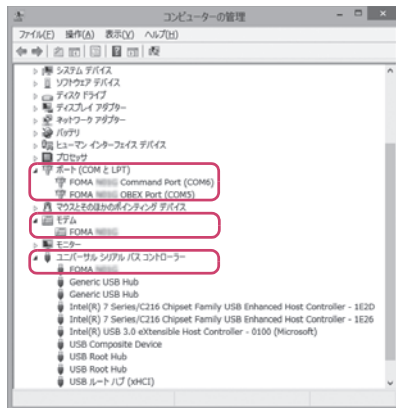 コンピューターの管理
ファイル(F) 操作(A) 表示(V) ヘルプ(H)
システム デバイス
ソフトウェア デバイス
ディスク ドライブ
ディスプレイ アダプター
ネットワーク アダプター
バッテリ
ヒューマン インターフェイス デバイス
プロセッサ
ポート (COM と LPT)
FOMA Command Port (COM6)
FOMA OBEX Port (COM5)
マウスとそのほかのポインティング デバイス
モデム
FOMA
モニター
ユニバーサル シリアル バス コントローラー
FOMA
Generic USB Hub
Generic USB Hub
Intel(R) 7 Series/C216 Chipset Family USB Enhanced Host Controller - 1E2D
Intel(R) 7 Series/C216 Chipset Family USB Enhanced Host Controller - 1E26
Intel(R) USB 3.0 eXtensible Host Controller - 0100 (Microsoft)
USB Composite Device
USB Root Hub
USB Root Hub
USB ルート ハブ (xHCI)